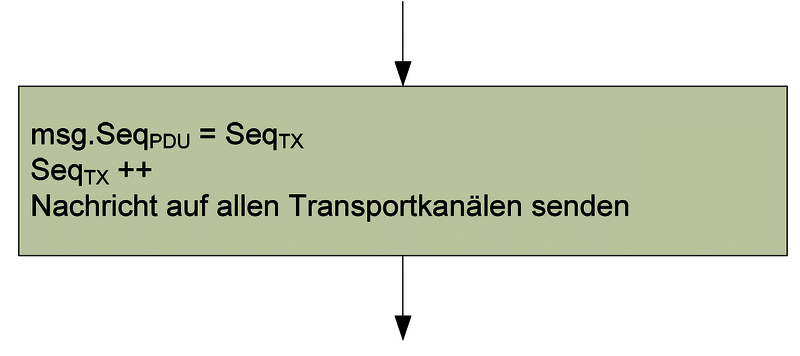 msg.SeqPDU = SeqTX
SeqTX ++
Nachricht auf allen Transportkanälen senden